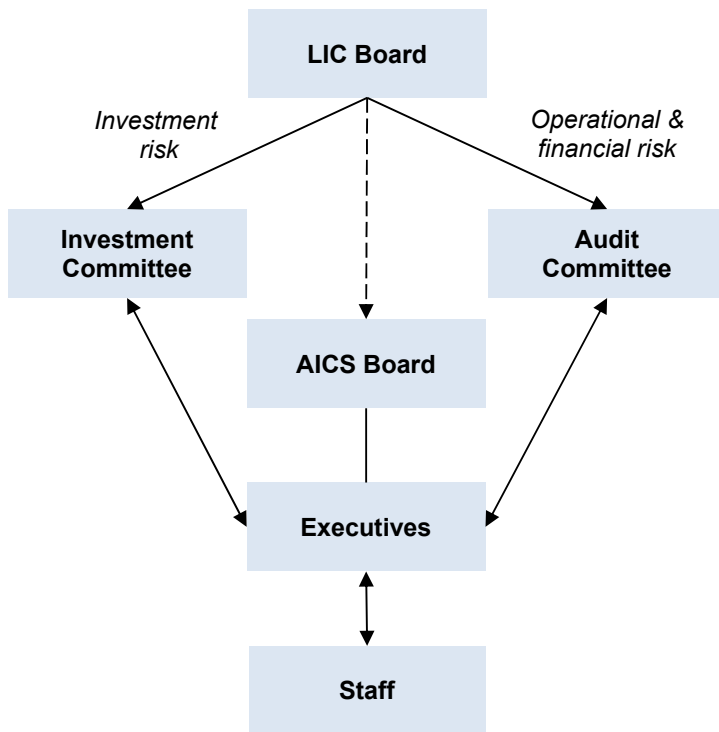 LIC Board
Investment
risk
Operational &
financial risk
Investment
Committee
Audit
Committee
AICS Board
Executives
Staff